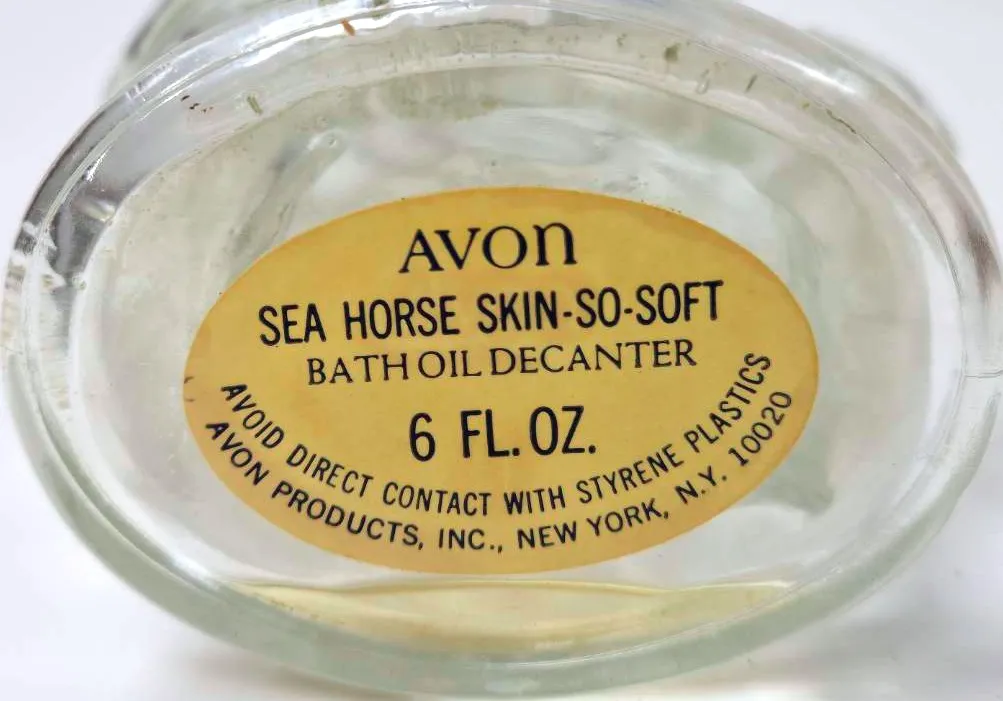 AVON
SEA HORSE SKIN-SO-SOFT
BATH OIL DECANTER
6 FL. OZ.
AVOID DIRECT CONTACT WITH STYRENE PLASTICS
AVON PRODUCTS, INC., NEW YORK, N.Y. 10020